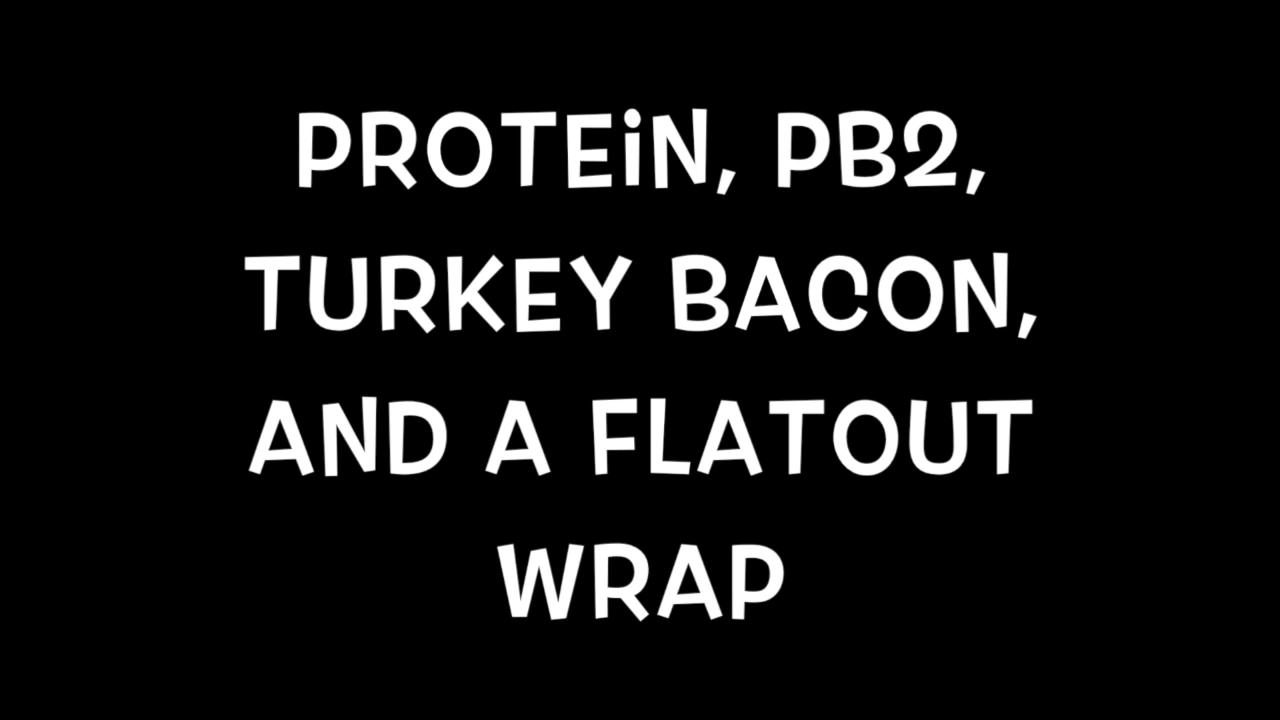 PROTEiN, PB2,
TURKEY BACON,
AND A FLATOUT
WRAP